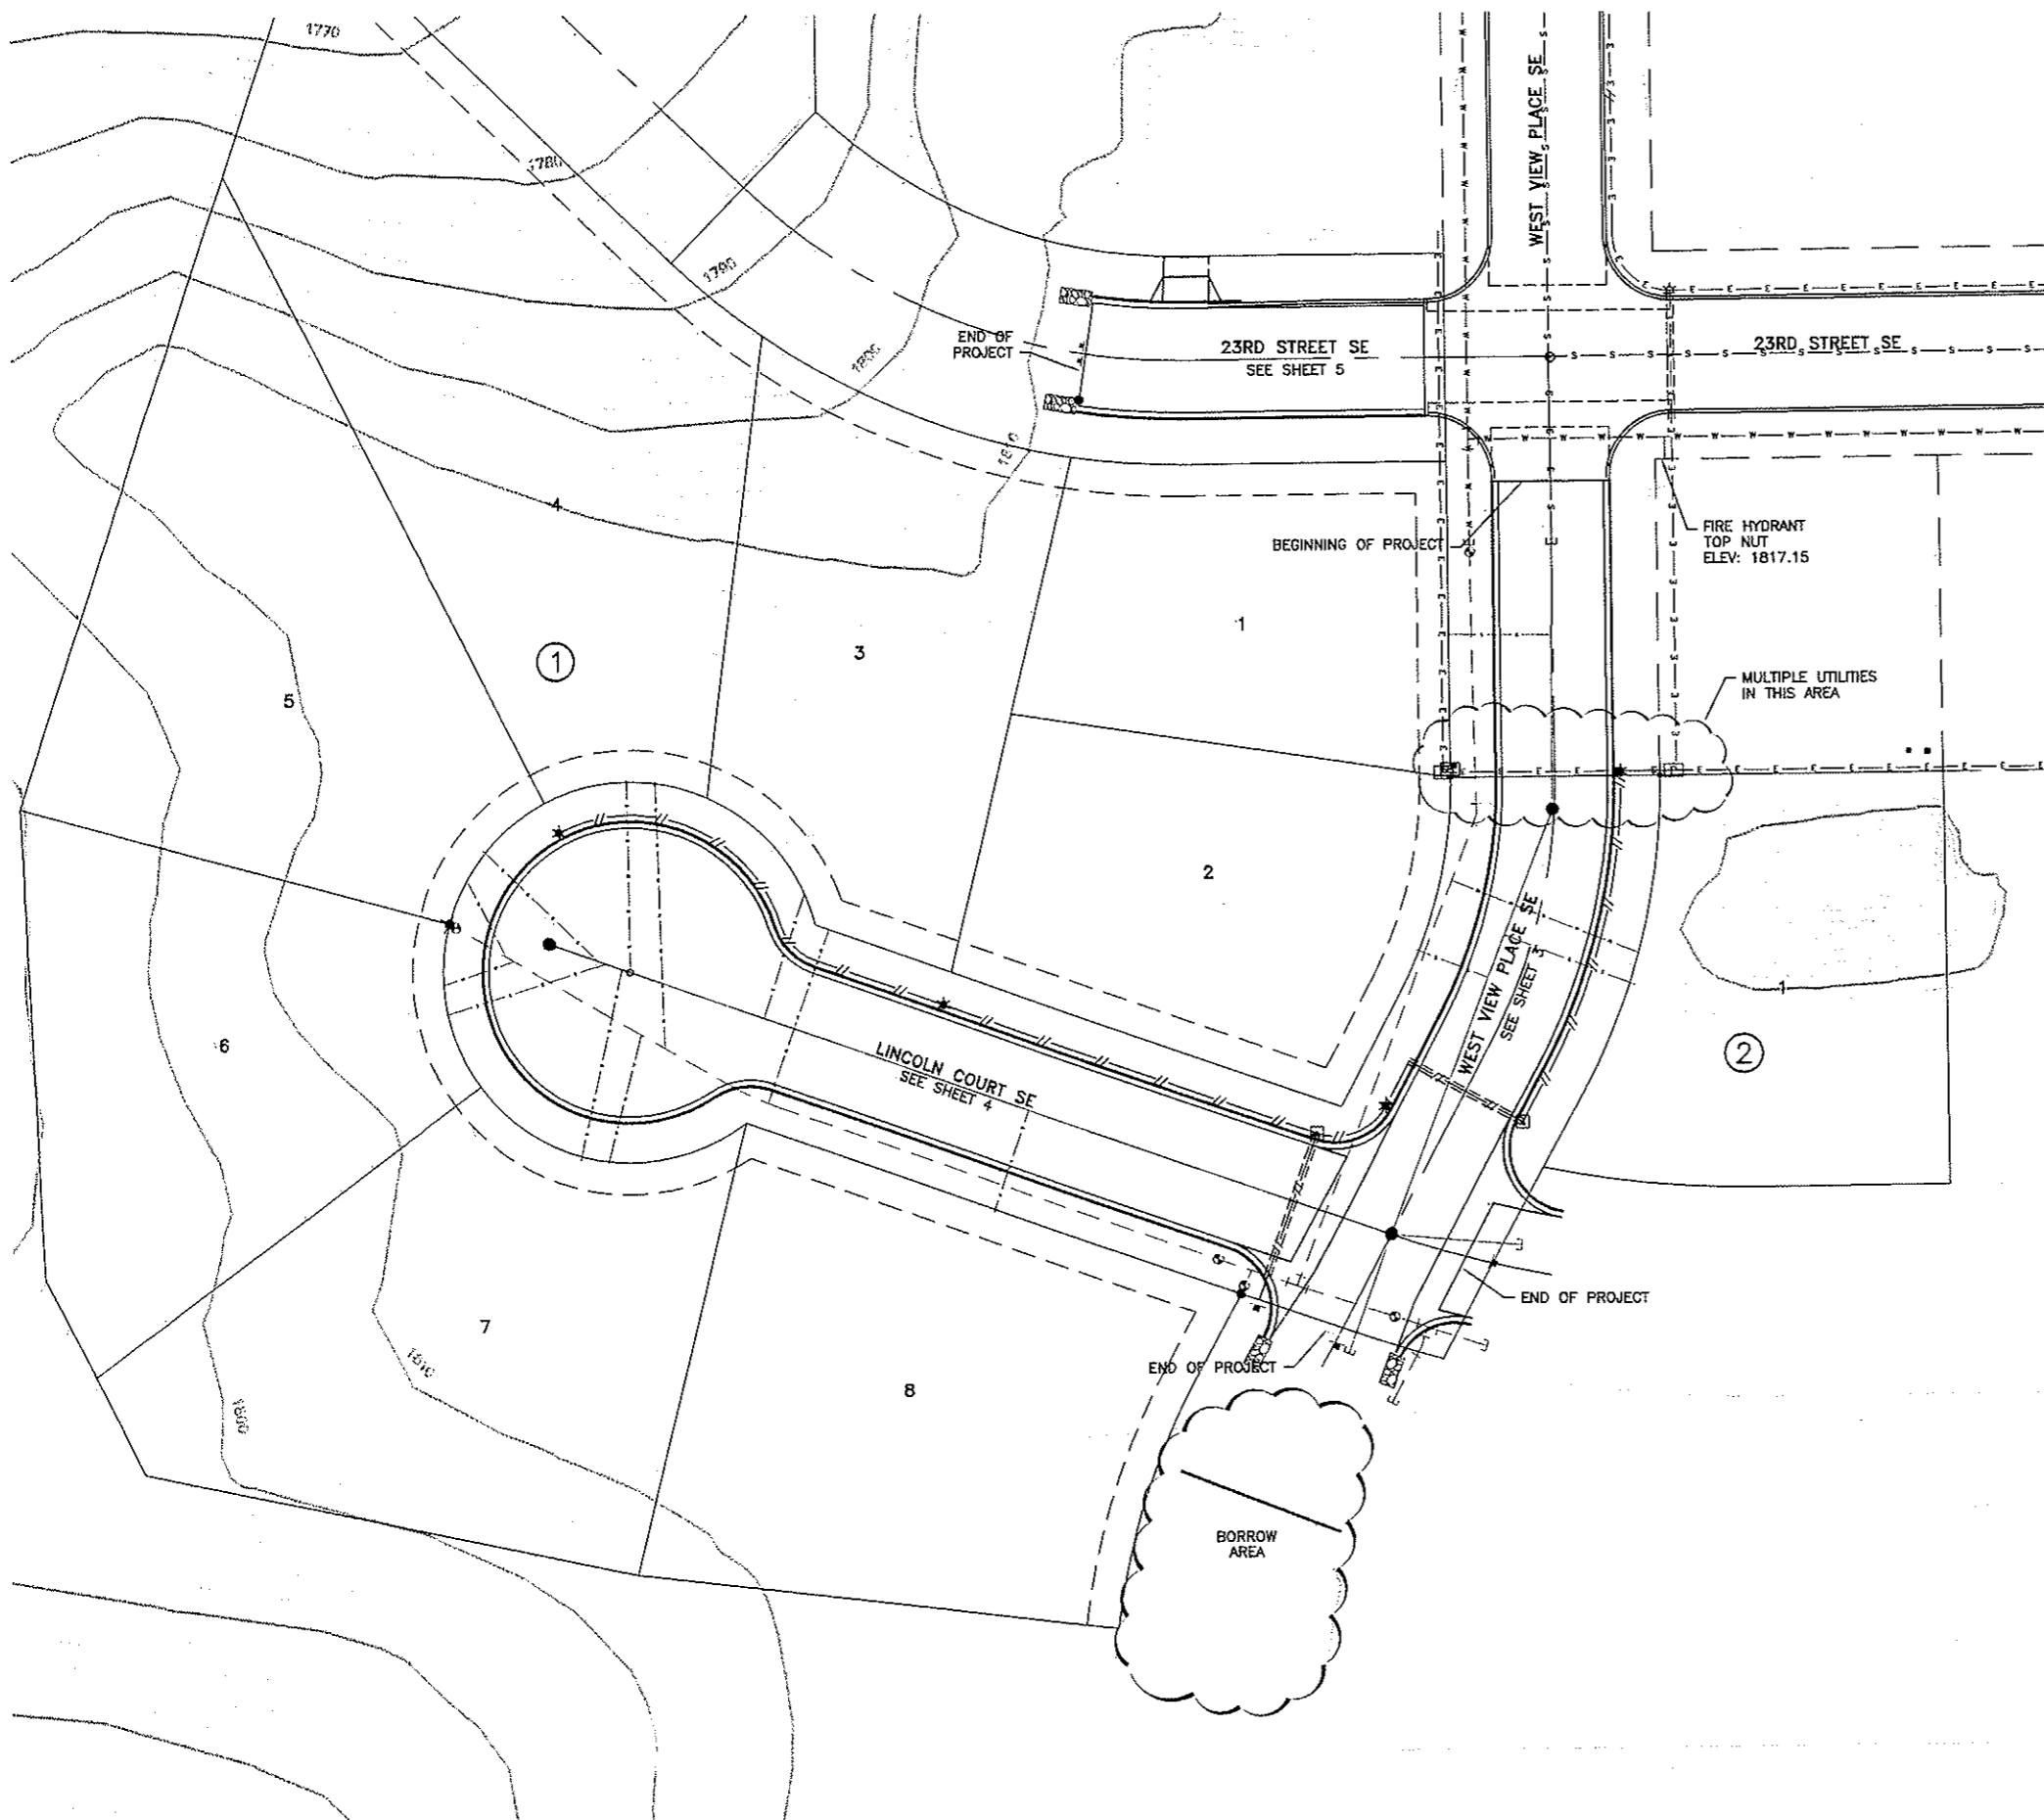 1770
WEST VIEW PLACE SE
1780
1790
END OF
PROJECT
23RD STREET SE
SEE SHEET 5
23RD STREET SE
1800
1810
4
BEGINNING OF PROJECT
FIRE HYDRANT
TOP NUT
ELEV: 1817.15
1
3
1
5
MULTIPLE UTILITIES
IN THIS AREA
2
WEST VIEW PLACE SE
SEE SHEET 3
1
6
LINCOLN COURT SE
SEE SHEET 4
2
END OF PROJECT
7
1810
END OF PROJECT
8
1800
BORROW
AREA